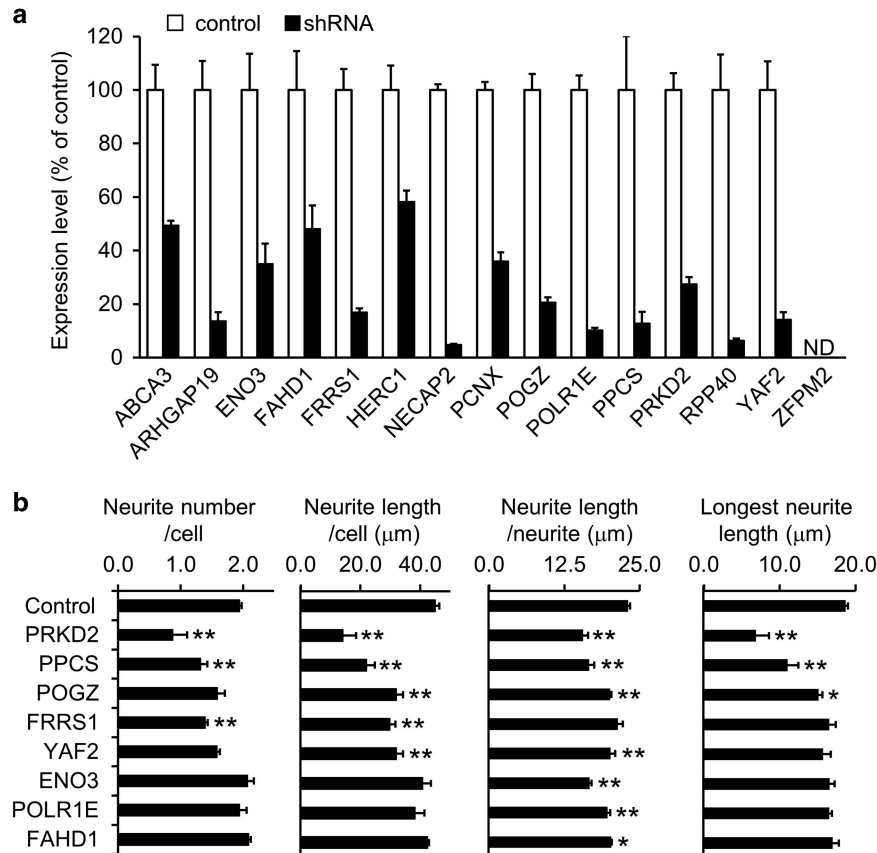 a
control shRNA
Expression level (% of control)
120
100
80
60
40
20
0
ND
ABCA3
ARHGAP19
ENO3
FAHD1
FRRS1
HERC1
NECAP2
PCNX
POGZ
POLR1E
PPCS
PRKD2
RPP40
YAF2
ZFPM2
b
Neurite number
/cell
0.0 1.0 2.0
Neurite length
/cell (μm)
0.0 20.0 40.0
Neurite length
/neurite (μm)
0.0 12.5 25.0
Longest neurite
length (μm)
0.0 10.0 20.0
Control
PRKD2 ** ** ** **
PPCS ** ** ** **
POGZ ** ** *
FRRS1 ** **
YAF2 ** **
ENO3 **
POLR1E **
FAHD1 *